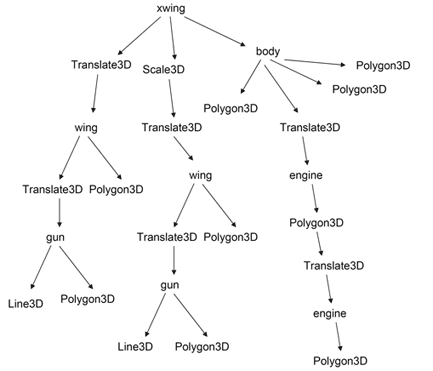 xwing
body
Translate3D Scale3D Polygon3D
Polygon3D
Polygon3D
wing Translate3D Translate3D
wing engine
Translate3D Polygon3D
Polygon3D
gun Translate3D Polygon3D
Translate3D
gun
Line3D Polygon3D
engine
Line3D Polygon3D
Polygon3D